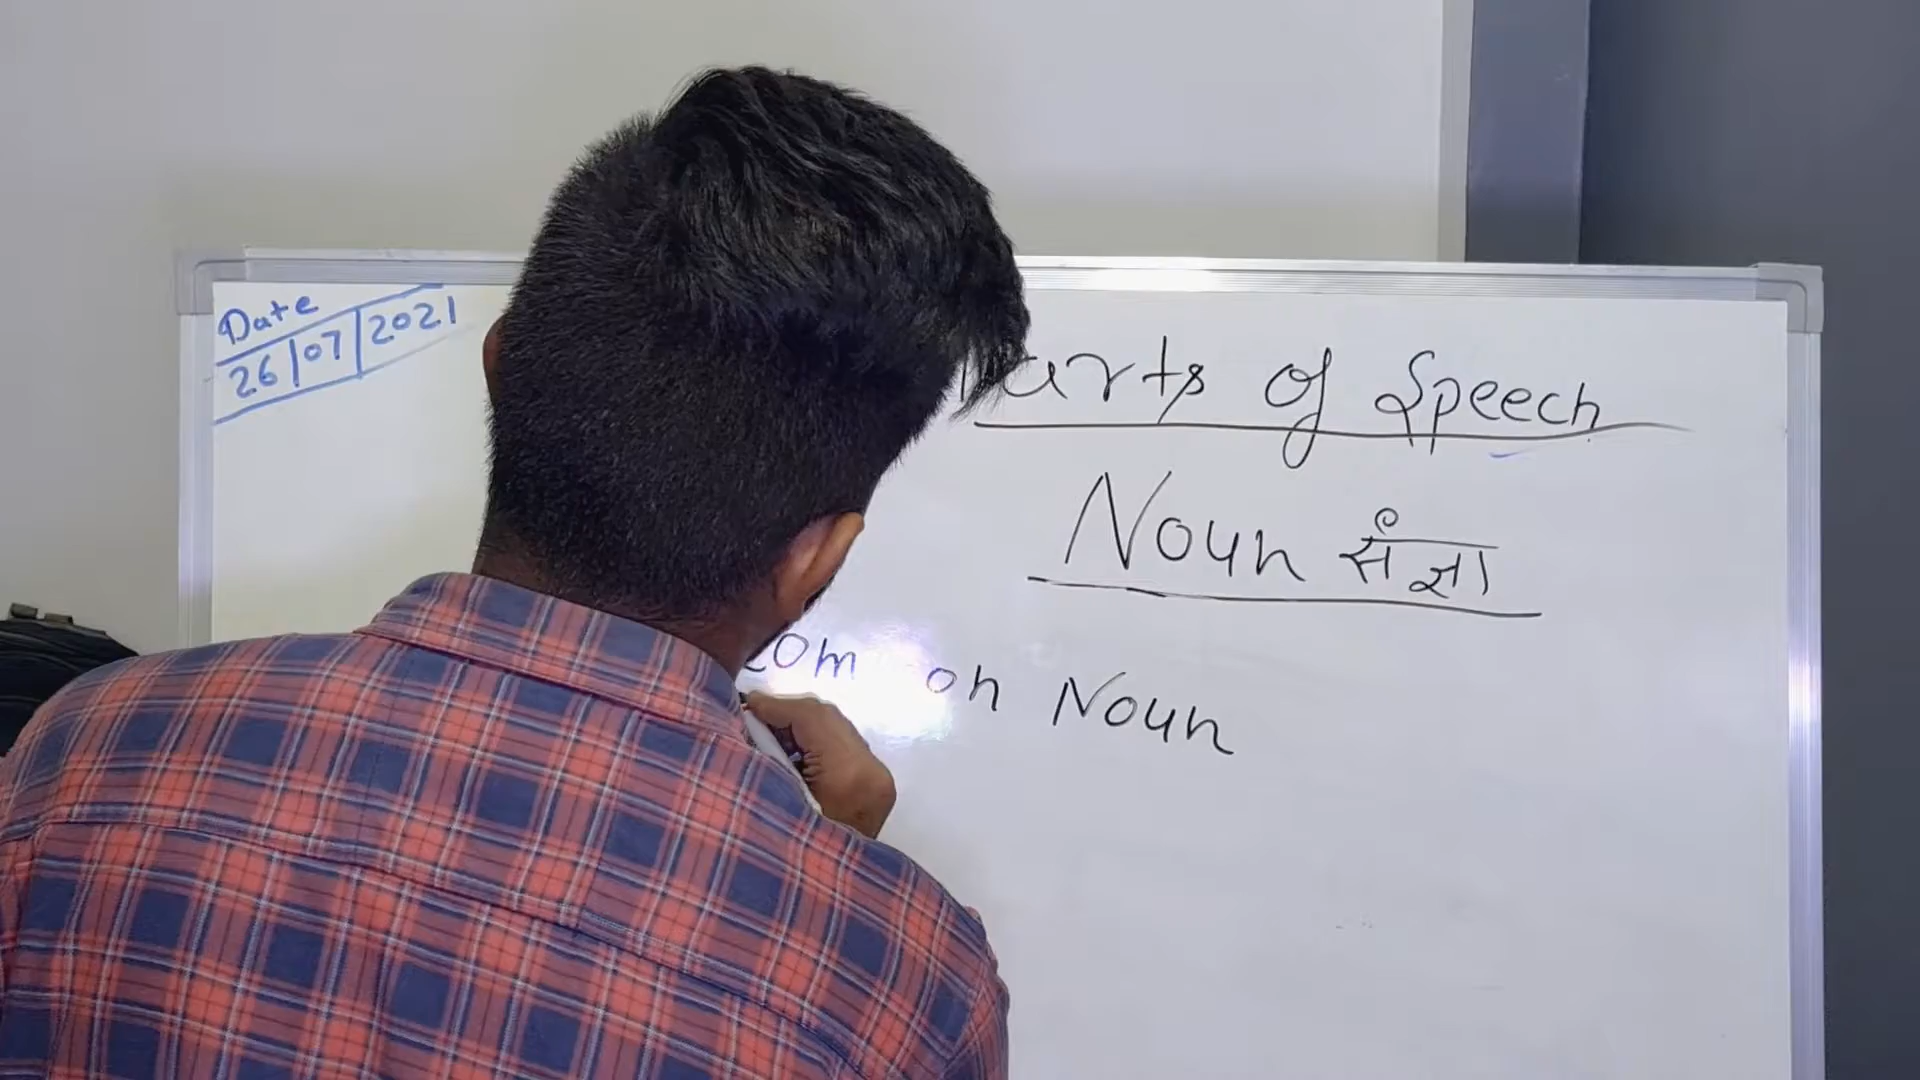 Date
26/07/2021
Parts of Speech
Noun संज्ञा
Common Noun